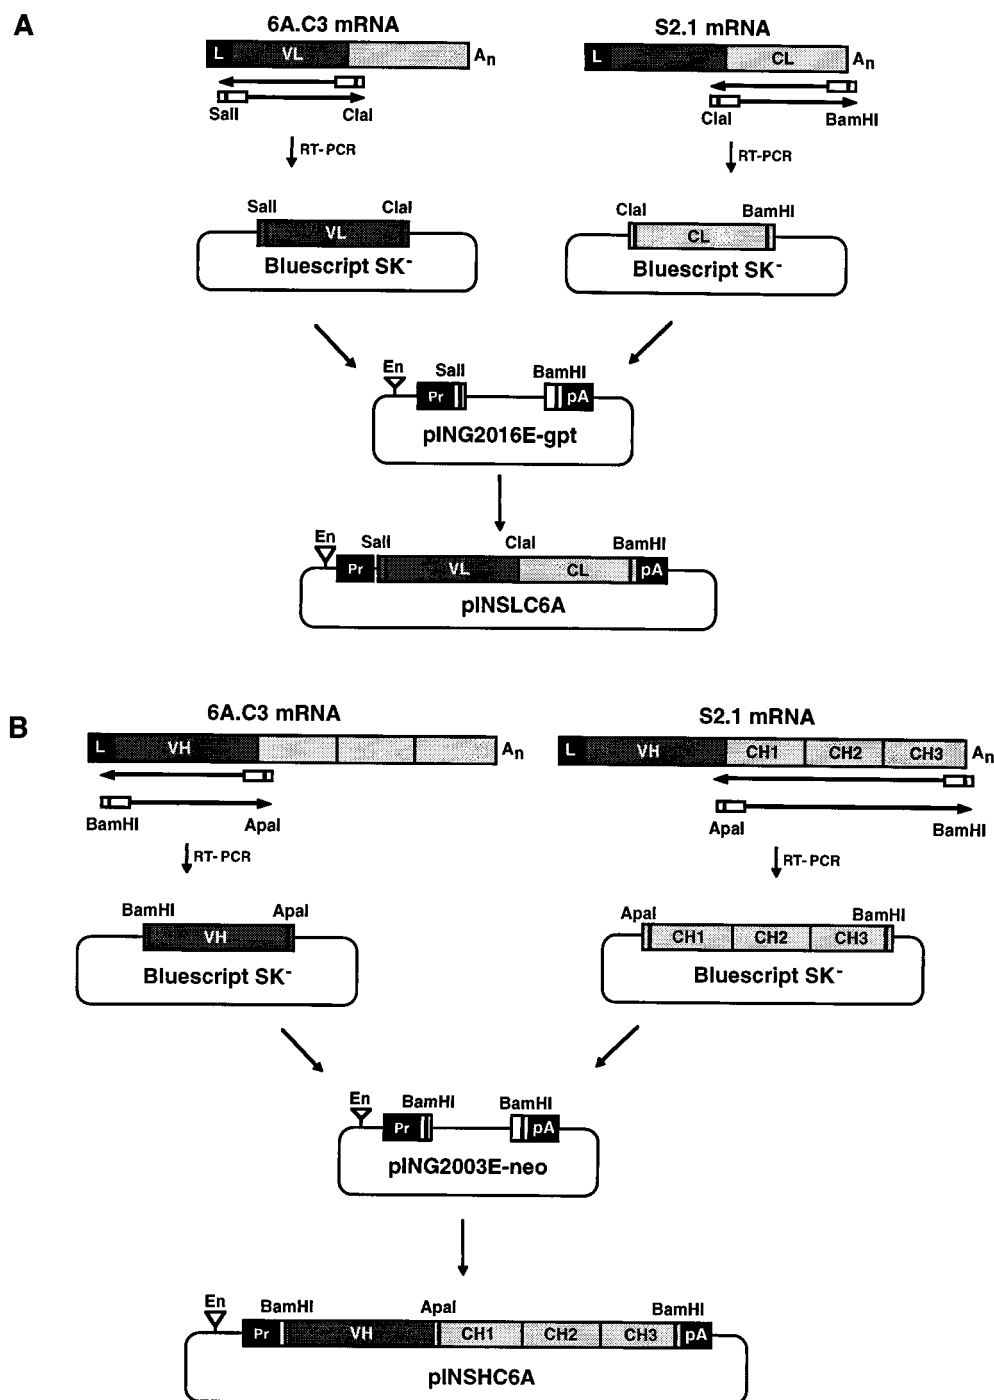 A
6A.C3 mRNA
S2.1 mRNA
L VL An
L CL An
SalI ClaI
ClaI BamHI
RT-PCR
RT-PCR
SalI ClaI
ClaI BamHI
VL
CL
Bluescript SK-
Bluescript SK-
En SalI BamHI
Pr pA
pING2016E-gpt
En SalI ClaI BamHI
Pr VL CL pA
pINSLC6A
B
6A.C3 mRNA
S2.1 mRNA
L VH An
L VH CH1 CH2 CH3 An
BamHI ApaI
ApaI BamHI
RT-PCR
RT-PCR
BamHI ApaI
ApaI BamHI
VH
CH1 CH2 CH3
Bluescript SK-
Bluescript SK-
En BamHI BamHI
Pr pA
pING2003E-neo
En BamHI ApaI BamHI
Pr VH CH1 CH2 CH3 pA
pINSHC6A